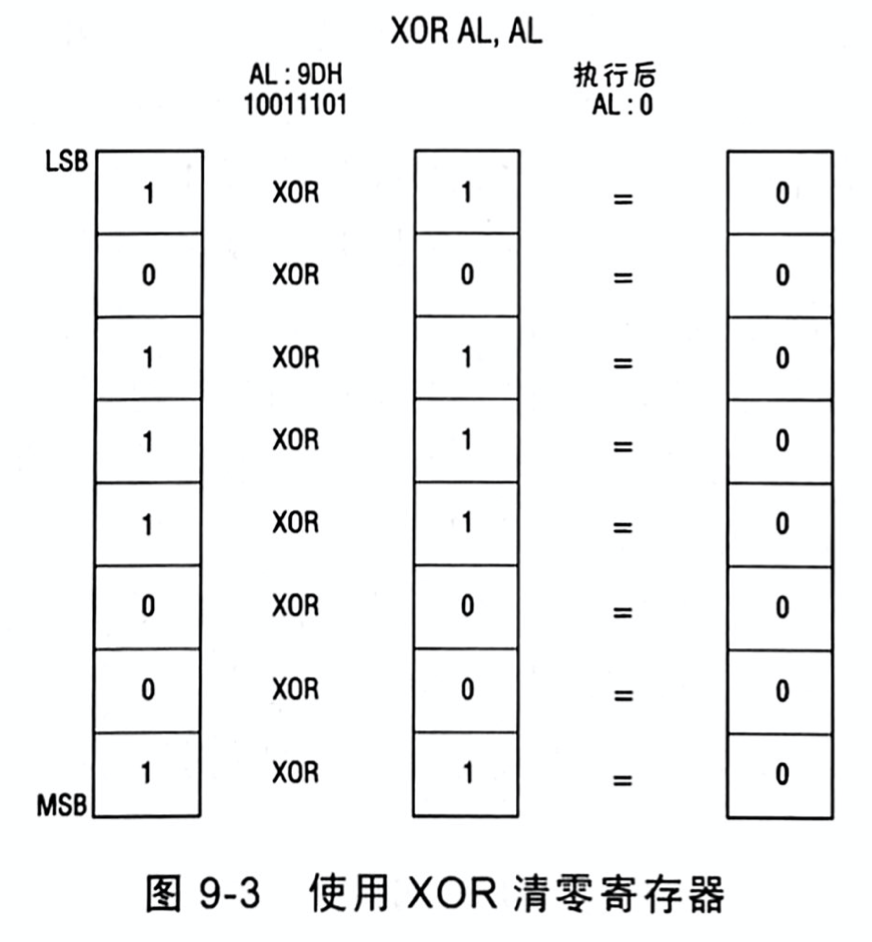 XOR AL, AL
AL : 9DH 执行后
10011101 AL : 0
LSB 1 XOR 1 = 0
0 XOR 0 = 0
1 XOR 1 = 0
1 XOR 1 = 0
1 XOR 1 = 0
0 XOR 0 = 0
0 XOR 0 = 0
MSB 1 XOR 1 = 0
图 9-3 使用 XOR 清零寄存器